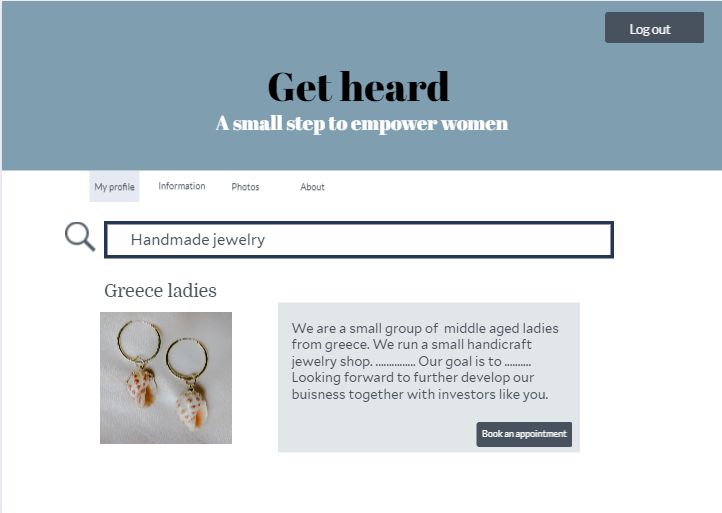 Log out
Get heard
A small step to empower women
My profile
Information
Photos
About
Handmade jewelry
Greece ladies
We are a small group of middle aged ladies
from greece. We run a small handicraft
jewelry shop. ............... Our goal is to ..........
Looking forward to further develop our
buisness together with investors like you.
Book an appointment